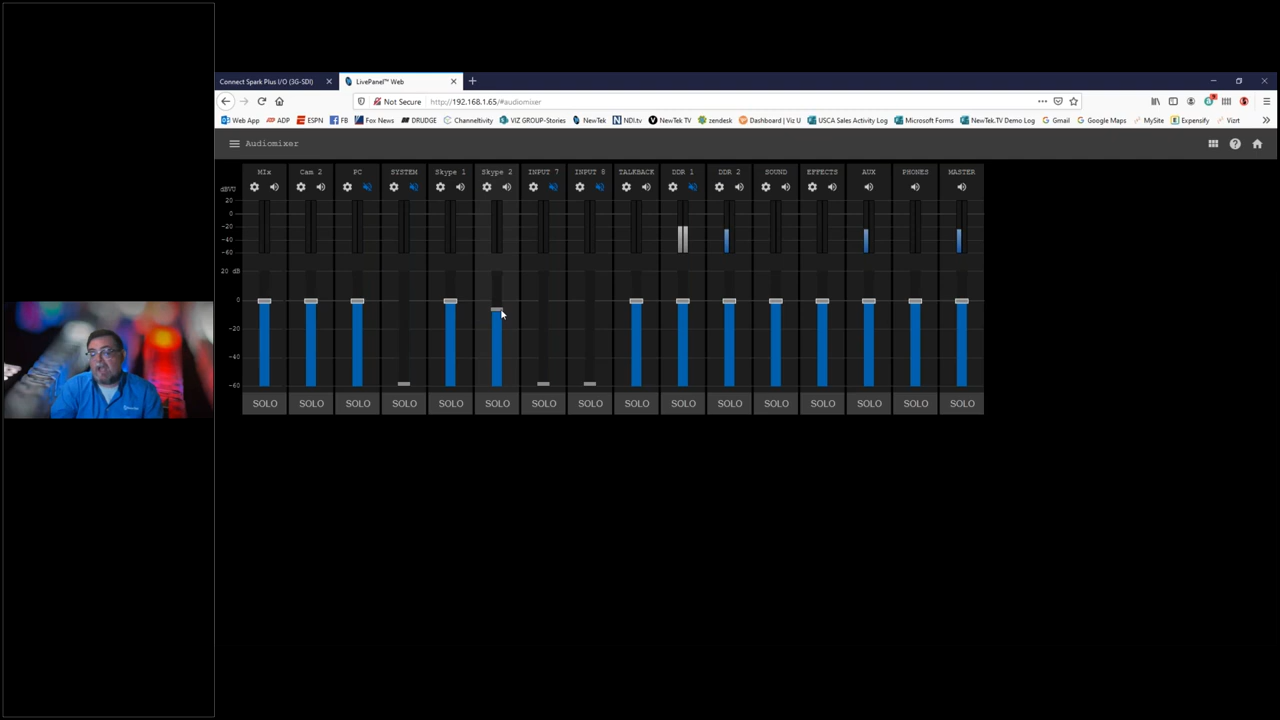 Connect Spark Plus I/O (3G-SDI)
LivePanel™ Web
Not Secure
http://192.168.1.65/#audiomixer
Web App
ADP
ESPN
FB
Fox News
DRUDGE
Channeltivity
VIZ GROUP-Stories
NewTek
NDI.tv
NewTek TV
zendesk
Dashboard | Viz U
USCA Sales Activity Log
Microsoft Forms
NewTek.TV Demo Log
Gmail
Google Maps
MySite
Expensify
Vizrt
Audiomixer
MIx Cam 2 PC SYSTEM Skype 1 Skype 2 INPUT 7 INPUT 8 TALKBACK DDR 1 DDR 2 SOUND EFFECTS AUX PHONES MASTER
dBVU
20
0
-20
-40
-60
20 dB
0
-20
-40
-60
SOLO SOLO SOLO SOLO SOLO SOLO SOLO SOLO SOLO SOLO SOLO SOLO SOLO SOLO SOLO SOLO